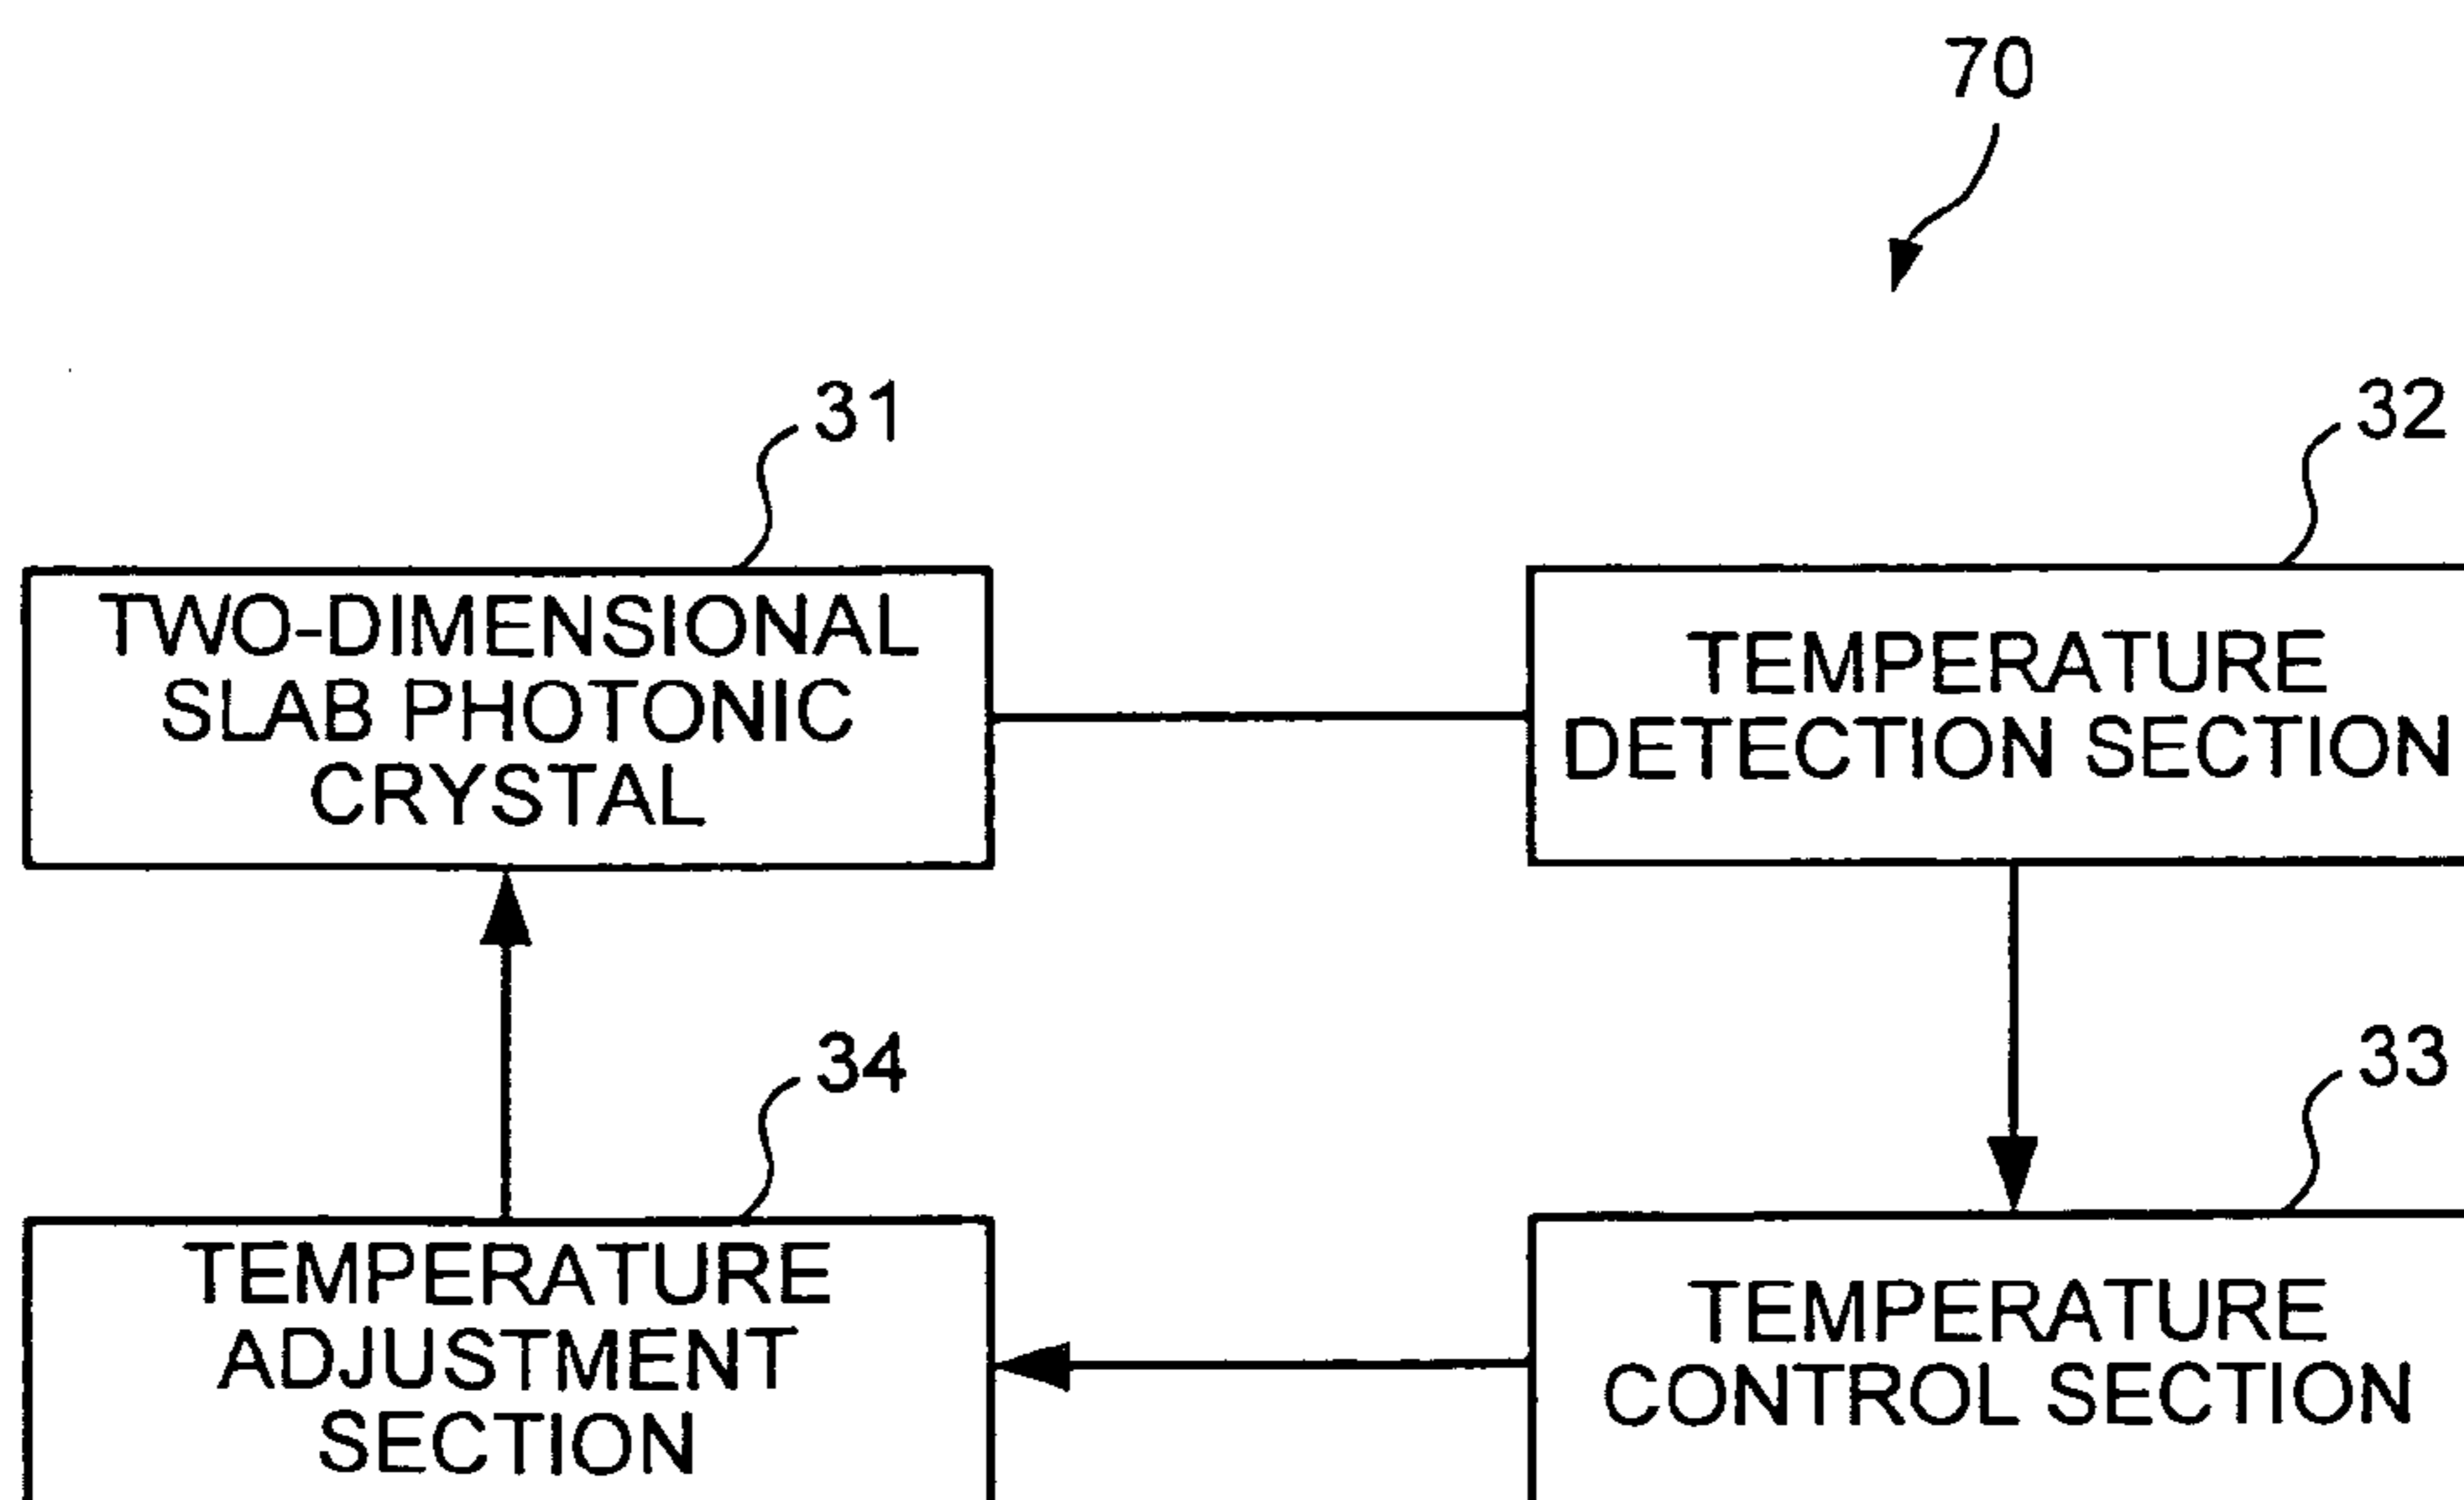 70
31
32
TWO-DIMENSIONAL
SLAB PHOTONIC
CRYSTAL
TEMPERATURE
DETECTION SECTION
34
33
TEMPERATURE
ADJUSTMENT
SECTION
TEMPERATURE
CONTROL SECTION